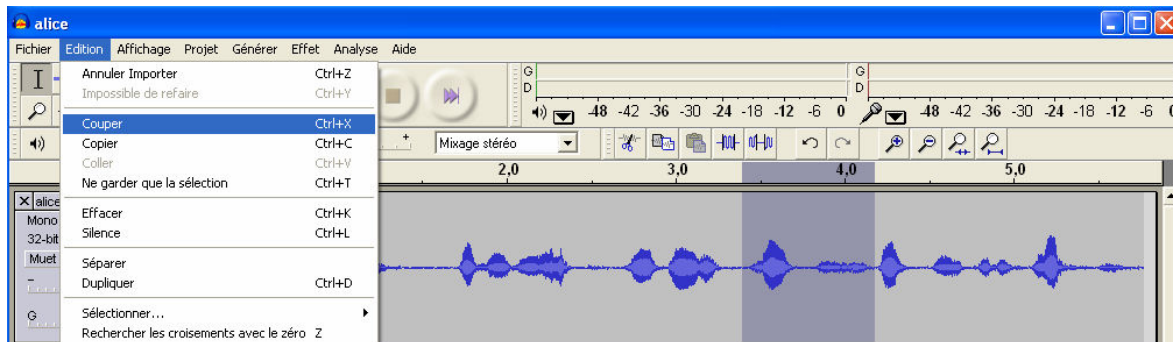 alice
Fichier Edition Affichage Projet Générer Effet Analyse Aide
Annuler Importer Ctrl+Z
Impossible de refaire Ctrl+Y
Couper Ctrl+X
Copier Ctrl+C
Coller Ctrl+V
Ne garder que la sélection Ctrl+T
Effacer Ctrl+K
Silence Ctrl+L
Séparer
Dupliquer Ctrl+D
Sélectionner...
Rechercher les croisements avec le zéro Z
G
D
-48 -42 -36 -30 -24 -18 -12 -6 0
G
D
-48 -42 -36 -30 -24 -18 -12 -6 0
Mixage stéréo
2,0 3,0 4,0 5,0
alice
Mono
32-bit
Muet
G